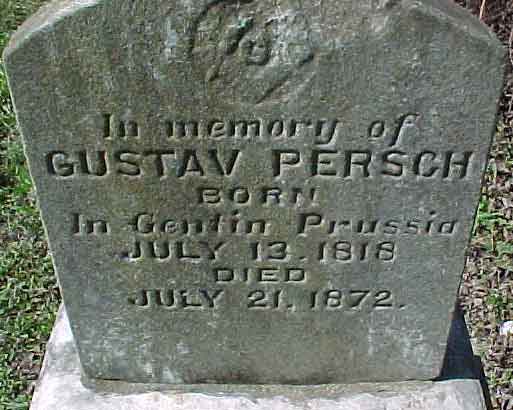 In memory of
GUSTAV PERSCH
BORN
In Gentin Prussia
JULY 13. 1818
DIED
JULY 21. 1872.